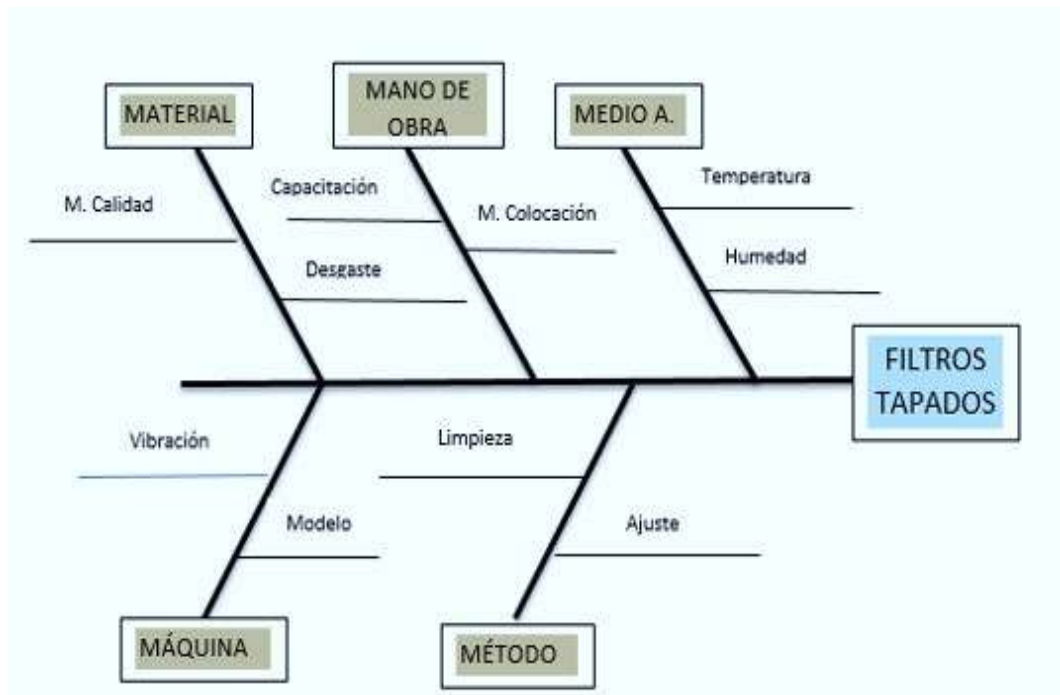 MATERIAL
MANO DE
OBRA
MEDIO A.
M. Calidad
Capacitación
M. Colocación
Temperatura
Desgaste
Humedad
FILTROS
TAPADOS
Vibración
Limpieza
Modelo
Ajuste
MÁQUINA
MÉTODO